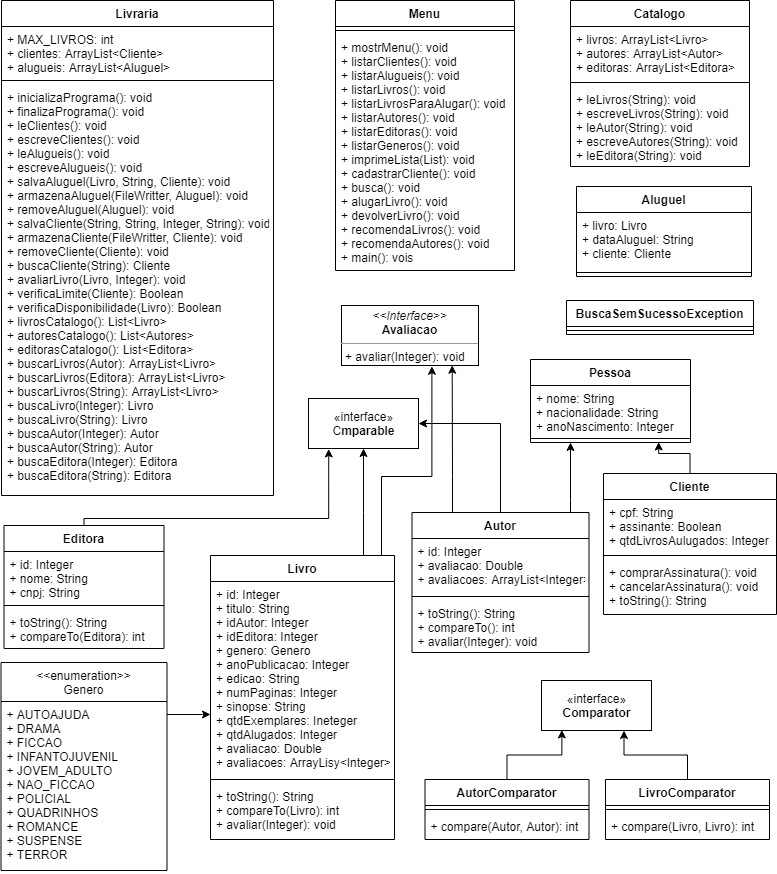 Livraria
+ MAX_LIVROS: int
+ clientes: ArrayList<Cliente>
+ alugueis: ArrayList<Aluguel>
+ inicializaPrograma(): void
+ finalizaPrograma(): void
+ leClientes(): void
+ escreveClientes(): void
+ leAlugueis(): void
+ escreveAlugueis(): void
+ salvaAluguel(Livro, String, Cliente): void
+ armazenaAluguel(FileWritter, Aluguel): void
+ removeAluguel(Aluguel): void
+ salvaCliente(String, String, Integer, String): void
+ armazenaCliente(FileWritter, Cliente): void
+ removeCliente(Cliente): void
+ buscaCliente(String): Cliente
+ avaliarLivro(Livro, Integer): void
+ verificaLimite(Cliente): Boolean
+ verificaDisponibilidade(Livro): Boolean
+ livrosCatalogo(): List<Livro>
+ autoresCatalogo(): List<Autores>
+ editorasCatalogo(): List<Editora>
+ buscarLivros(Autor): ArrayList<Livro>
+ buscarLivros(Editora): ArrayList<Livro>
+ buscarLivros(String): ArrayList<Livro>
+ buscaLivro(Integer): Livro
+ buscaLivro(String): Livro
+ buscaAutor(Integer): Autor
+ buscaAutor(String): Autor
+ buscaEditora(Integer): Editora
+ buscaEditora(String): Editora
Menu
+ mostrMenu(): void
+ listarClientes(): void
+ listarAlugueis(): void
+ listarLivros(): void
+ listarLivrosParaAlugar(): void
+ listarAutores(): void
+ listarEditoras(): void
+ listarGeneros(): void
+ imprimeLista(List): void
+ cadastrarCliente(): void
+ busca(): void
+ alugarLivro(): void
+ devolverLivro(): void
+ recomendaLivros(): void
+ recomendaAutores(): void
+ main(): vois
Catalogo
+ livros: ArrayList<Livro>
+ autores: ArrayList<Autor>
+ editoras: ArrayList<Editora>
+ leLivros(String): void
+ escreveLivros(String): void
+ leAutor(String): void
+ escreveAutores(String): void
+ leEditora(String): void
Aluguel
+ livro: Livro
+ dataAluguel: String
+ cliente: Cliente
BuscaSemSucessoException
<<Interface>>
Avaliacao
+ avaliar(Integer): void
Pessoa
+ nome: String
+ nacionalidade: String
+ anoNascimento: Integer
«interface»
Cmparable
Cliente
+ cpf: String
+ assinante: Boolean
+ qtdLivrosAulugados: Integer
+ comprarAssinatura(): void
+ cancelarAssinatura(): void
+ toString(): String
Autor
+ id: Integer
+ avaliacao: Double
+ avaliacoes: ArrayList<Integer>
+ toString(): String
+ compareTo(): int
+ avaliar(Integer): void
Editora
+ id: Integer
+ nome: String
+ cnpj: String
+ toString(): String
+ compareTo(Editora): int
Livro
+ id: Integer
+ titulo: String
+ idAutor: Integer
+ idEditora: Integer
+ genero: Genero
+ anoPublicacao: Integer
+ edicao: String
+ numPaginas: Integer
+ sinopse: String
+ qtdExemplares: Ineteger
+ qtdAlugados: Integer
+ avaliacao: Double
+ avaliacoes: ArrayLisy<Integer>
+ toString(): String
+ compareTo(Livro): int
+ avaliar(Integer): void
<<enumeration>>
Genero
+ AUTOAJUDA
+ DRAMA
+ FICCAO
+ INFANTOJUVENIL
+ JOVEM_ADULTO
+ NAO_FICCAO
+ POLICIAL
+ QUADRINHOS
+ ROMANCE
+ SUSPENSE
+ TERROR
«interface»
Comparator
AutorComparator
+ compare(Autor, Autor): int
LivroComparator
+ compare(Livro, Livro): int